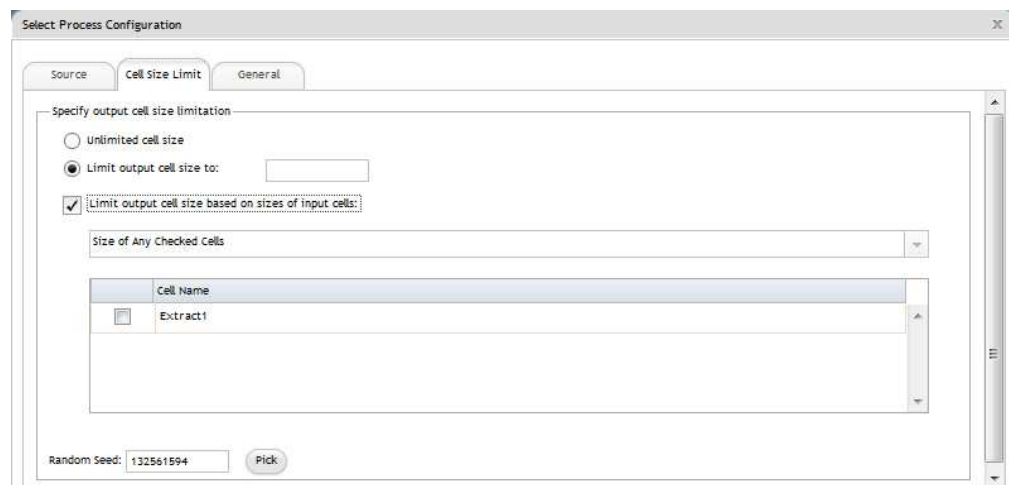 Select Process Configuration
Source
Cell Size Limit
General
Specify output cell size limitation
Unlimited cell size
Limit output cell size to:
Limit output cell size based on sizes of input cells:
Size of Any Checked Cells
Cell Name
Extract1
Random Seed: 132561594 Pick